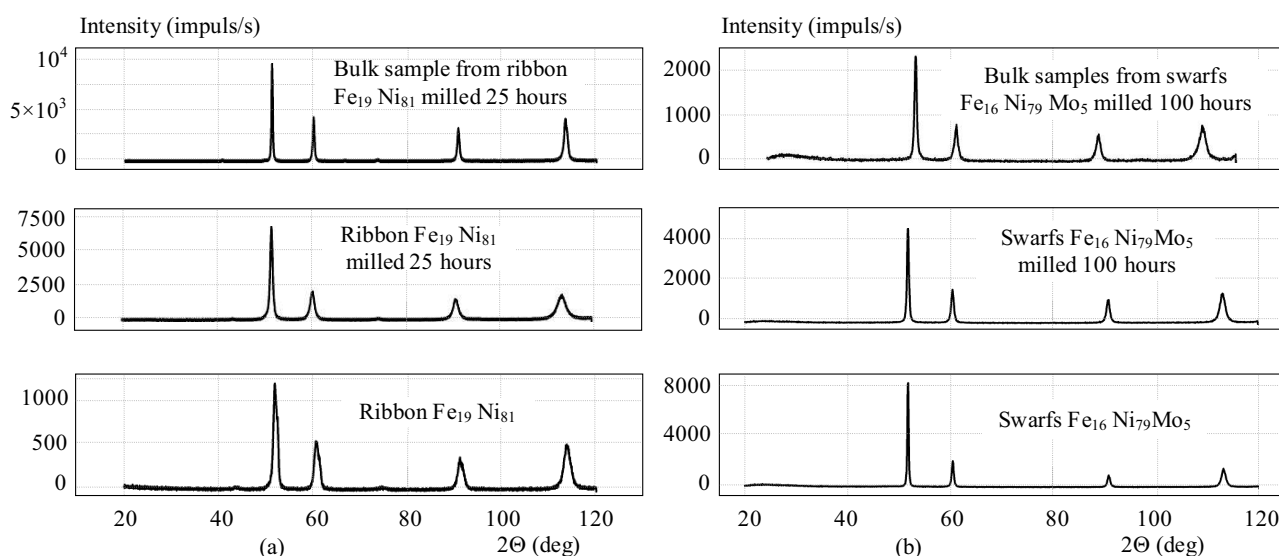 Intensity (impuls/s)
10⁴
5×10³
0
Bulk sample from ribbon
Fe₁₉ Ni₈₁ milled 25 hours
7500
5000
2500
0
Ribbon Fe₁₉ Ni₈₁
milled 25 hours
1000
500
0
Ribbon Fe₁₉ Ni₈₁
20 40 60 80 100 120
(a) 2Θ (deg)
Intensity (impuls/s)
2000
1000
0
Bulk samples from swarfs
Fe₁₆ Ni₇₉ Mo₅ milled 100 hours
4000
2000
0
Swarfs Fe₁₆ Ni₇₉Mo₅
milled 100 hours
8000
4000
0
Swarfs Fe₁₆ Ni₇₉Mo₅
20 40 60 80 100 120
(b) 2Θ (deg)